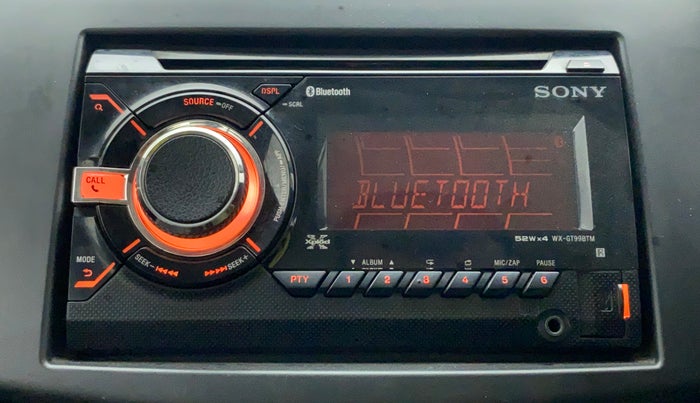 DSPL
Bluetooth
SCRL
SONY
SOURCE OFF
CALL
BLUETOOTH
Xplod
52W×4 WX-GT99BTM
MODE
SEEK- SEEK+
ALBUM
MIC/ZAP
PAUSE
PTY 1 2 3 4 5 6